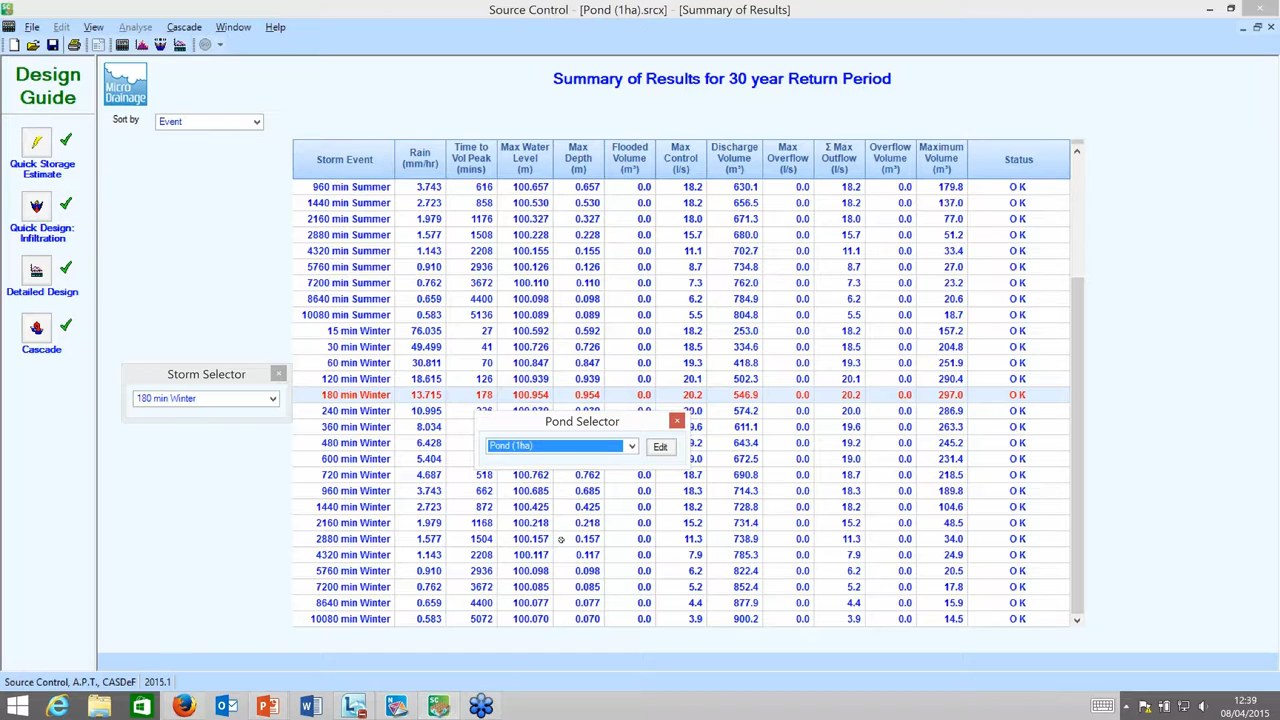 Source Control - [Pond (1ha).srcx] - [Summary of Results]
File Edit View Analyse Cascade Window Help
Design Guide
Quick Storage Estimate
Quick Design: Infiltration
Detailed Design
Cascade
Micro Drainage
Summary of Results for 30 year Return Period
Sort by Event
Storm Event Rain (mm/hr) Time to Vol Peak (mins) Max Water Level (m) Max Depth (m) Flooded Volume (m³) Max Control (l/s) Discharge Volume (m³) Max Overflow (l/s) Σ Max Outflow (l/s) Overflow Volume (m³) Maximum Volume (m³) Status
960 min Summer 3.743 616 100.657 0.657 0.0 18.2 630.1 0.0 18.2 0.0 179.8 O K
1440 min Summer 2.723 858 100.530 0.530 0.0 18.2 656.5 0.0 18.2 0.0 137.0 O K
2160 min Summer 1.979 1176 100.327 0.327 0.0 18.0 671.3 0.0 18.0 0.0 77.0 O K
2880 min Summer 1.577 1508 100.228 0.228 0.0 15.7 680.0 0.0 15.7 0.0 51.2 O K
4320 min Summer 1.143 2208 100.155 0.155 0.0 11.1 702.7 0.0 11.1 0.0 33.4 O K
5760 min Summer 0.910 2936 100.126 0.126 0.0 8.7 734.8 0.0 8.7 0.0 27.0 O K
7200 min Summer 0.762 3672 100.110 0.110 0.0 7.3 762.0 0.0 7.3 0.0 23.2 O K
8640 min Summer 0.659 4400 100.098 0.098 0.0 6.2 784.9 0.0 6.2 0.0 20.6 O K
10080 min Summer 0.583 5136 100.089 0.089 0.0 5.5 804.8 0.0 5.5 0.0 18.7 O K
15 min Winter 76.035 27 100.592 0.592 0.0 18.2 253.0 0.0 18.2 0.0 157.2 O K
30 min Winter 49.499 41 100.726 0.726 0.0 18.5 334.6 0.0 18.5 0.0 204.8 O K
60 min Winter 30.811 70 100.847 0.847 0.0 19.3 418.8 0.0 19.3 0.0 251.9 O K
120 min Winter 18.615 126 100.939 0.939 0.0 20.1 502.3 0.0 20.1 0.0 290.4 O K
180 min Winter 13.715 178 100.954 0.954 0.0 20.2 546.9 0.0 20.2 0.0 297.0 O K
240 min Winter 10.995 574.2 0.0 20.0 0.0 286.9 O K
360 min Winter 8.034 611.1 0.0 19.6 0.0 263.3 O K
480 min Winter 6.428 643.4 0.0 19.2 0.0 245.2 O K
600 min Winter 5.404 672.5 0.0 19.0 0.0 231.4 O K
720 min Winter 4.687 518 100.762 0.762 0.0 18.7 690.8 0.0 18.7 0.0 218.5 O K
960 min Winter 3.743 662 100.685 0.685 0.0 18.3 714.3 0.0 18.3 0.0 189.8 O K
1440 min Winter 2.723 872 100.425 0.425 0.0 18.2 728.8 0.0 18.2 0.0 104.6 O K
2160 min Winter 1.979 1168 100.218 0.218 0.0 15.2 731.4 0.0 15.2 0.0 48.5 O K
2880 min Winter 1.577 1504 100.157 0.157 0.0 11.3 738.9 0.0 11.3 0.0 34.0 O K
4320 min Winter 1.143 2208 100.117 0.117 0.0 7.9 785.3 0.0 7.9 0.0 24.9 O K
5760 min Winter 0.910 2936 100.098 0.098 0.0 6.2 822.4 0.0 6.2 0.0 20.5 O K
7200 min Winter 0.762 3672 100.085 0.085 0.0 5.2 852.4 0.0 5.2 0.0 17.8 O K
8640 min Winter 0.659 4400 100.077 0.077 0.0 4.4 877.9 0.0 4.4 0.0 15.9 O K
10080 min Winter 0.583 5072 100.070 0.070 0.0 3.9 900.2 0.0 3.9 0.0 14.5 O K
Storm Selector
180 min Winter
Pond Selector
Pond (1ha) Edit
Source Control, A.P.T., CASDeF 2015.1
12:39
08/04/2015